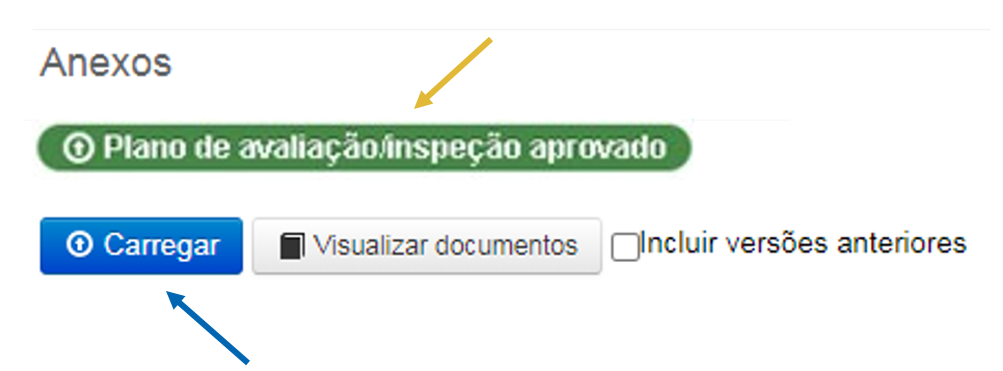 Anexos
Plano de avaliação/inspeção aprovado
Carregar Visualizar documentos Incluir versões anteriores